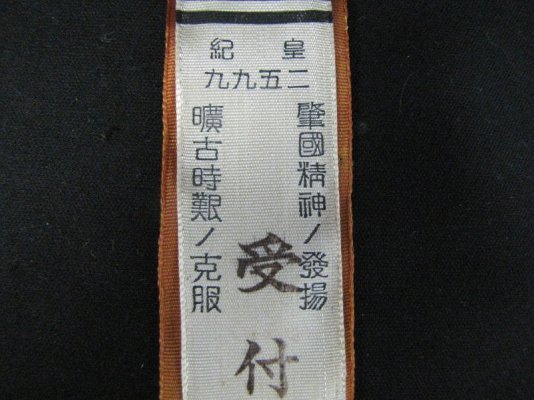 皇紀
二五九九
肇國精神ノ發揚
受付
曠古時艱ノ克服